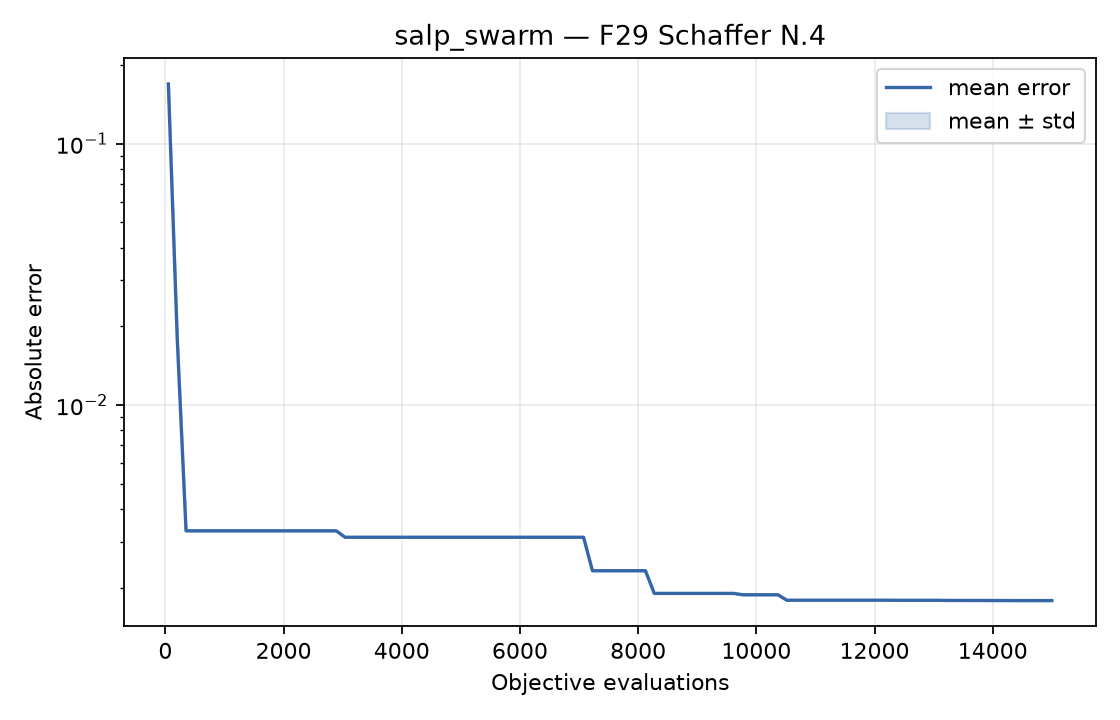 salp_swarm — F29 Schaffer N.4
mean error
mean ± std
10⁻¹
10⁻²
Absolute error
0 2000 4000 6000 8000 10000 12000 14000
Objective evaluations